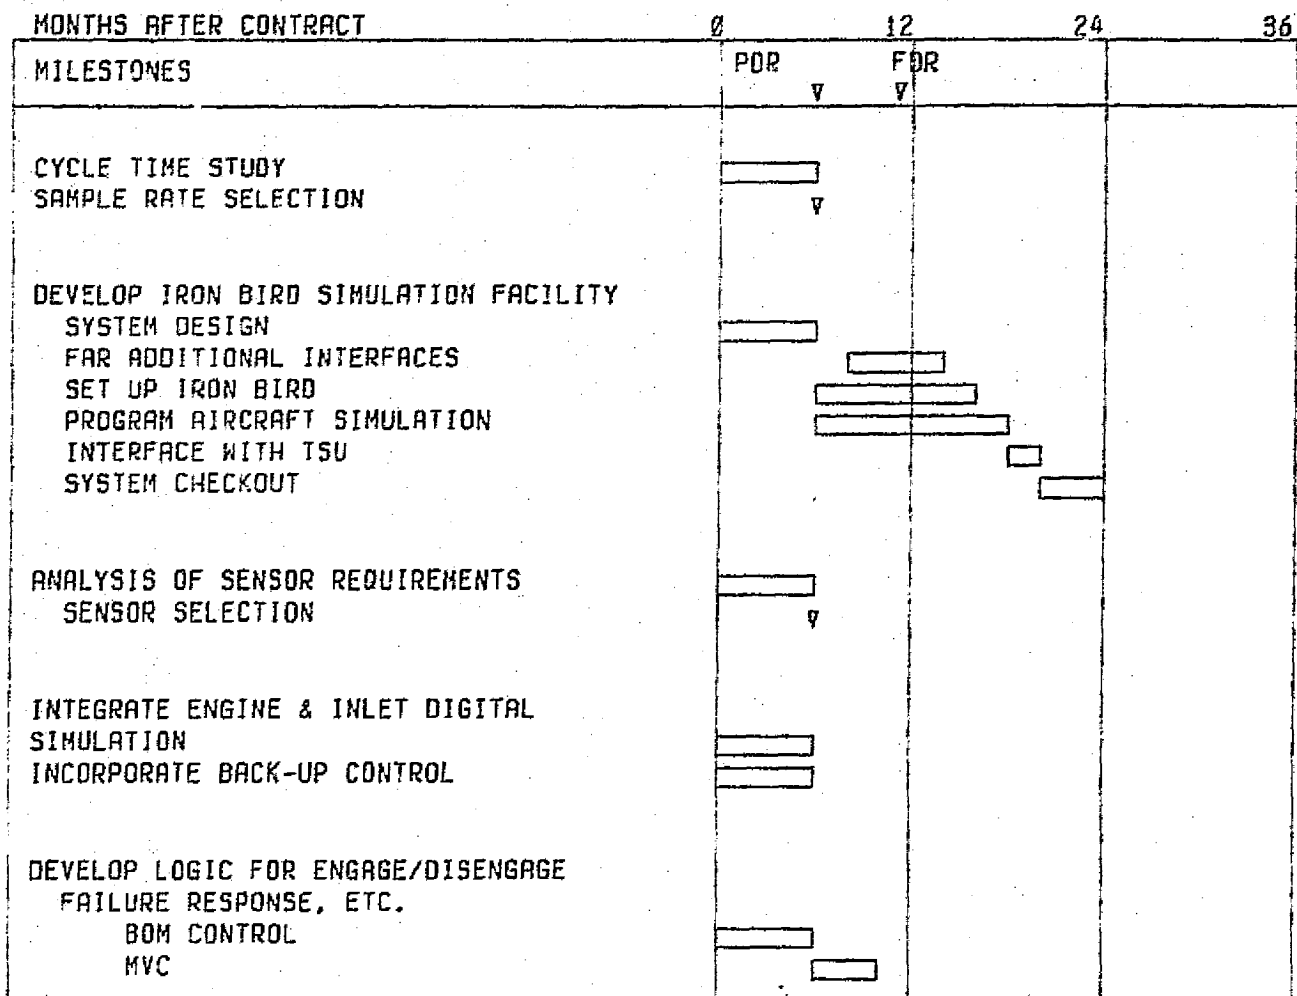 MONTHS AFTER CONTRACT 0 12 24 36
MILESTONES PDR FDR
CYCLE TIME STUDY
SAMPLE RATE SELECTION
DEVELOP IRON BIRD SIMULATION FACILITY
SYSTEM DESIGN
FAR ADDITIONAL INTERFACES
SET UP IRON BIRD
PROGRAM AIRCRAFT SIMULATION
INTERFACE WITH TSU
SYSTEM CHECKOUT
ANALYSIS OF SENSOR REQUIREMENTS
SENSOR SELECTION
INTEGRATE ENGINE & INLET DIGITAL
SIMULATION
INCORPORATE BACK-UP CONTROL
DEVELOP LOGIC FOR ENGAGE/DISENGAGE
FAILURE RESPONSE, ETC.
BOM CONTROL
MVC